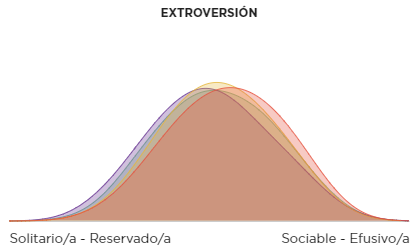 EXTROVERSIÓN
Solitario/a - Reservado/a
Sociable - Efusivo/a